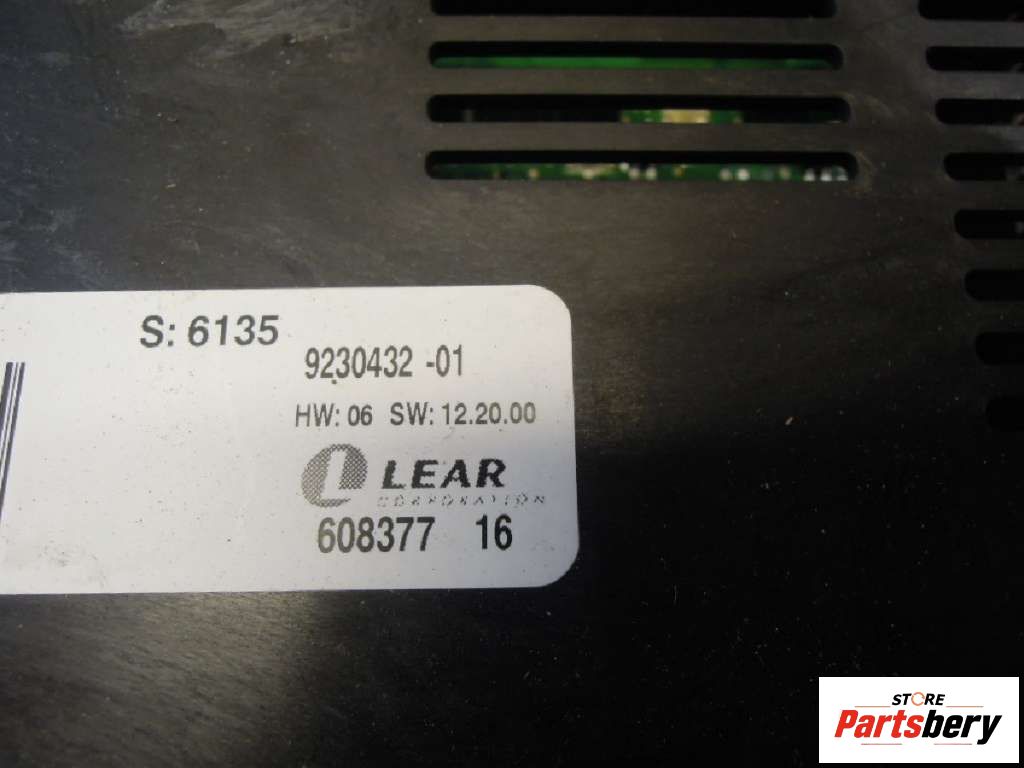 S: 6135
9230432 -01
HW: 06 SW: 12.20.00
L LEAR
CORPORATION
608377 16
STORE
Partsbery